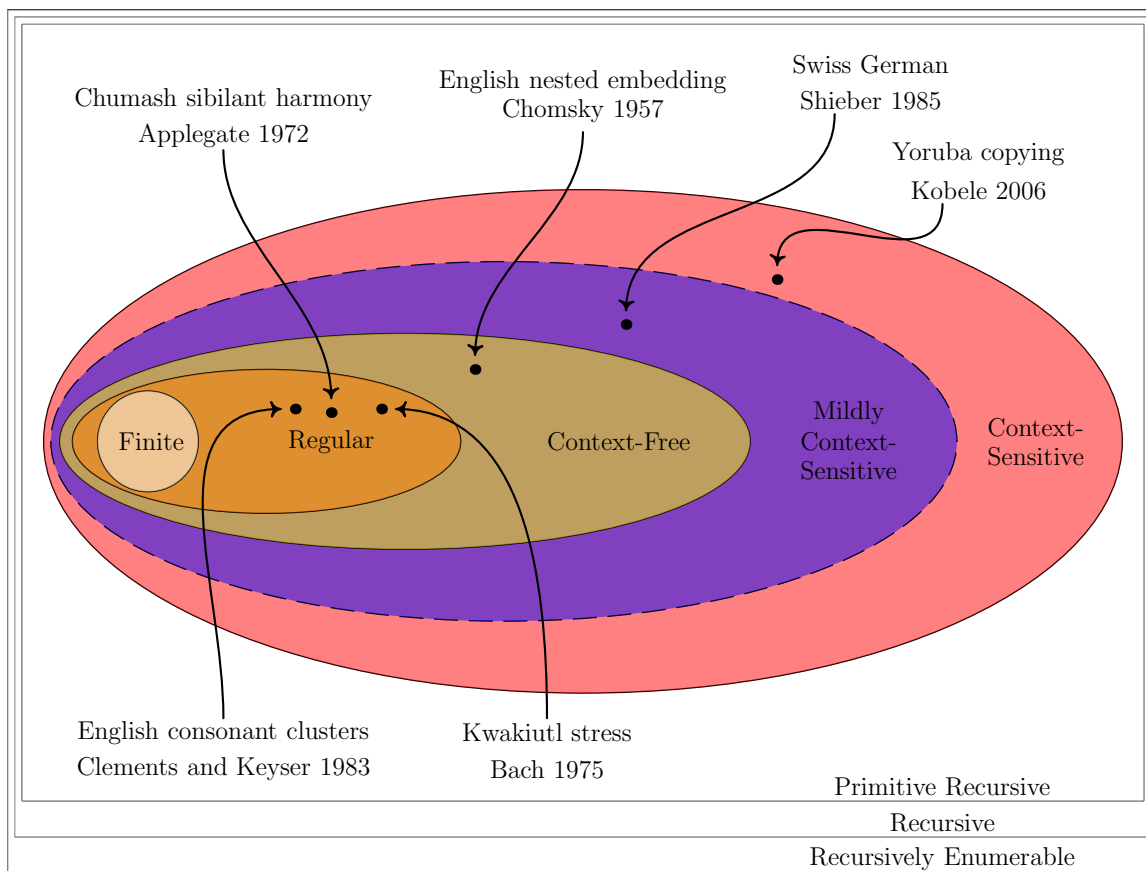 Swiss German
Shieber 1985
English nested embedding
Chomsky 1957
Chumash sibilant harmony
Applegate 1972
Yoruba copying
Kobele 2006
Finite
Regular
Context-Free
Mildly
Context-
Sensitive
Context-
Sensitive
English consonant clusters
Clements and Keyser 1983
Kwakiutl stress
Bach 1975
Primitive Recursive
Recursive
Recursively Enumerable